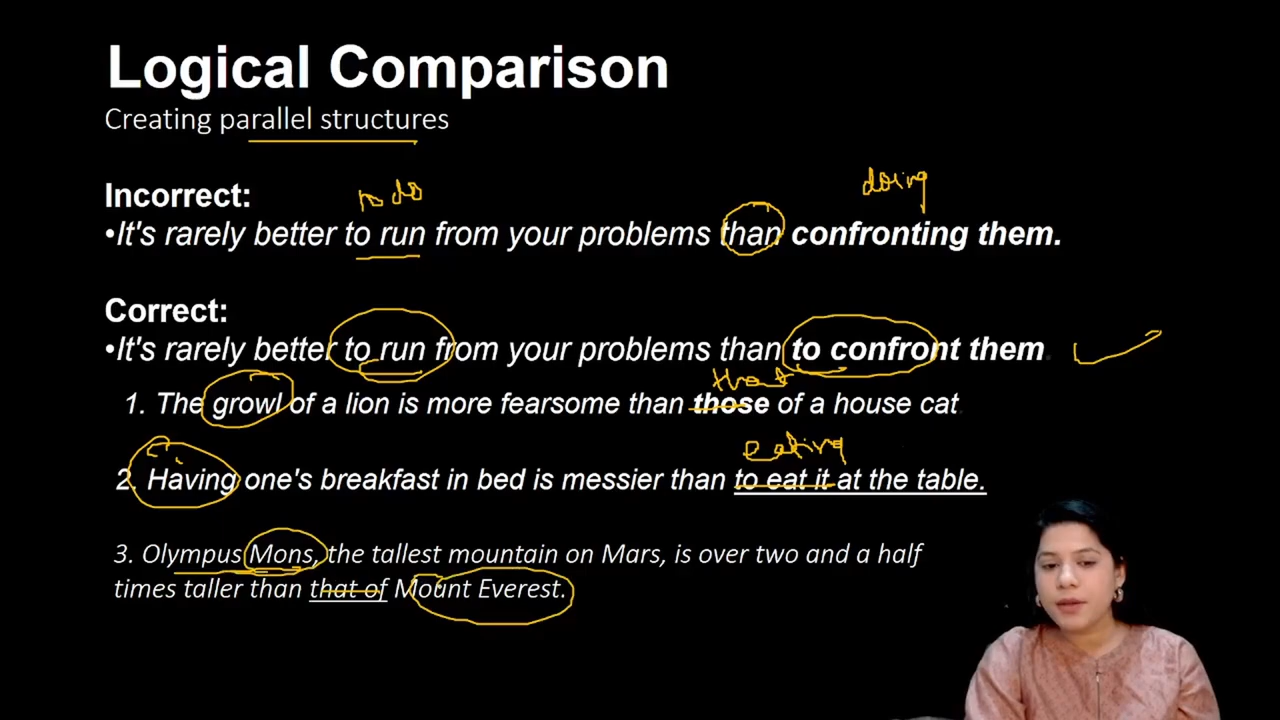 Logical Comparison
Creating parallel structures
Incorrect:
to do doing
•It's rarely better to run from your problems than confronting them.
Correct:
•It's rarely better to run from your problems than to confront them.
that
1. The growl of a lion is more fearsome than those of a house cat
eating
2. Having one's breakfast in bed is messier than to eat it at the table.
3. Olympus Mons, the tallest mountain on Mars, is over two and a half
times taller than that of Mount Everest.